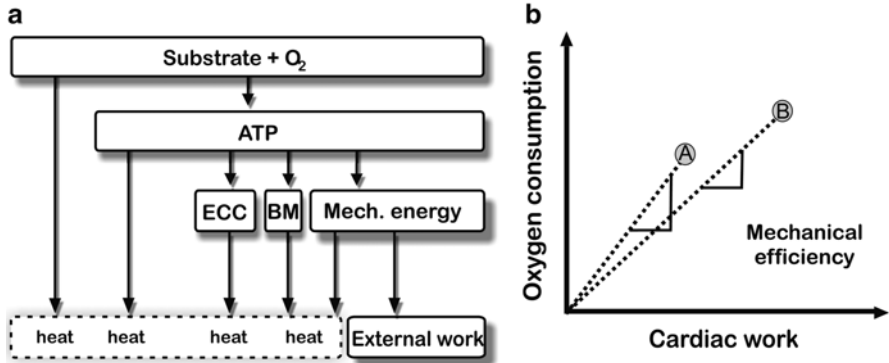 a
Substrate + O₂
ATP
ECC
BM
Mech. energy
heat
heat
heat
heat
External work
b
Oxygen consumption
A
B
Mechanical
efficiency
Cardiac work